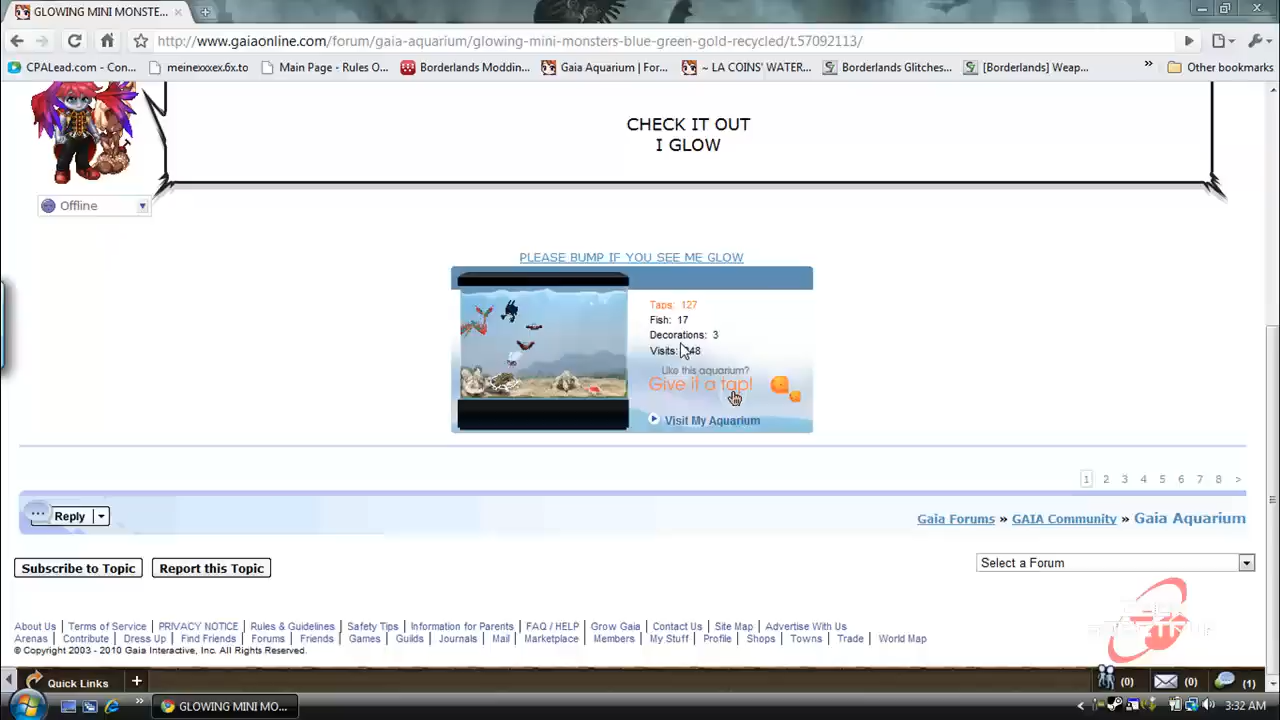 GLOWING MINI MONSTE...
http://www.gaiaonline.com/forum/gaia-aquarium/glowing-mini-monsters-blue-green-gold-recycled/t.57092113/
CPALead.com - Con... meinexxxex.6x.to Main Page - Rules O... Borderlands Moddin... Gaia Aquarium | For... ~ LA COINS' WATER... Borderlands Glitches... [Borderlands] Weap... » Other bookmarks
CHECK IT OUT
I GLOW
Offline
PLEASE BUMP IF YOU SEE ME GLOW
Taps: 127
Fish: 17
Decorations: 3
Visits: 48
Like this aquarium?
Give it a tap!
Visit My Aquarium
1 2 3 4 5 6 7 8 >
Reply
Gaia Forums » GAIA Community » Gaia Aquarium
Subscribe to Topic Report this Topic Select a Forum
About Us | Terms of Service | PRIVACY NOTICE | Rules & Guidelines | Safety Tips | Information for Parents | FAQ / HELP | Grow Gaia | Contact Us | Site Map | Advertise With Us
Arenas | Contribute | Dress Up | Find Friends | Forums | Friends | Games | Guilds | Journals | Mail | Marketplace | Members | My Stuff | Profile | Shops | Towns | Trade | World Map
© Copyright 2003 - 2010 Gaia Interactive, Inc. All Rights Reserved.
Quick Links + (0) (0) (1)
» GLOWING MINI MO... 3:32 AM